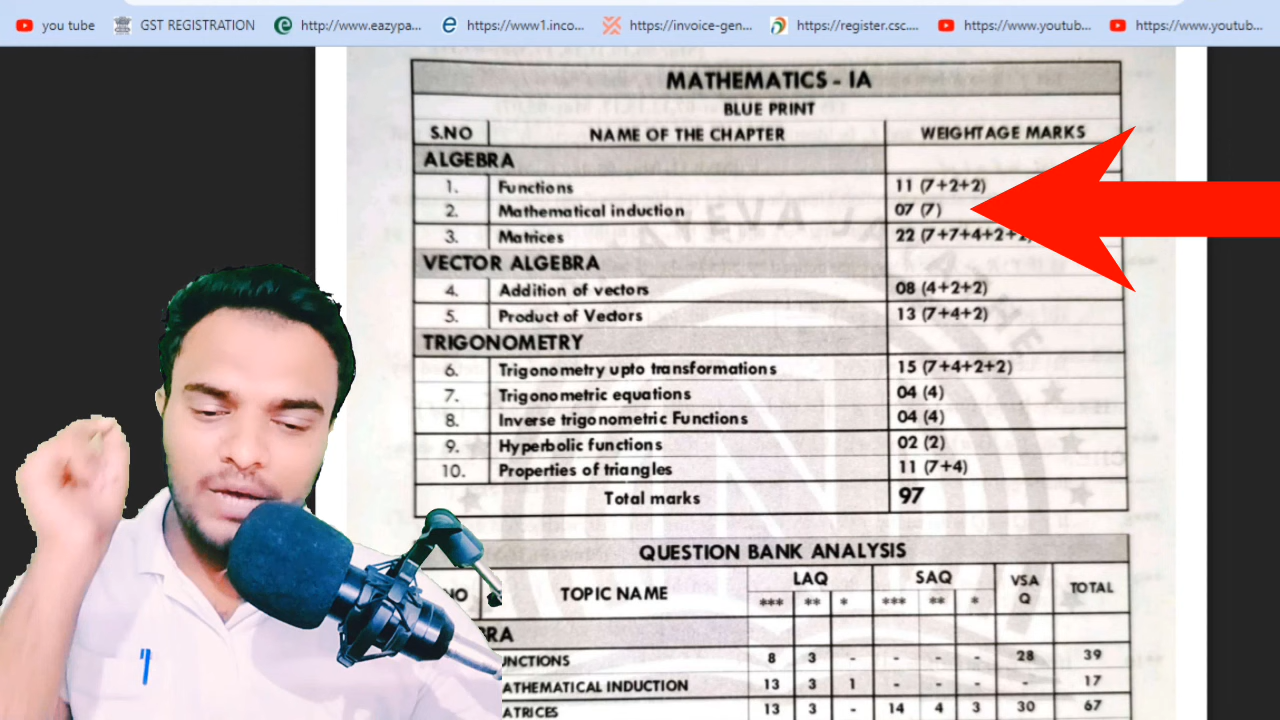 you tube GST REGISTRATION http://www.eazypa... https://www1.inco... https://invoice-gen... https://register.csc.... https://www.youtub... https://www.youtub...
MATHEMATICS - IA
BLUE PRINT
S.NO NAME OF THE CHAPTER WEIGHTAGE MARKS
ALGEBRA
1. Functions 11 (7+2+2)
2. Mathematical induction 07 (7)
3. Matrices 22 (7+7+4+2+2
VECTOR ALGEBRA
4. Addition of vectors 08 (4+2+2)
5. Product of Vectors 13 (7+4+2)
TRIGONOMETRY
6. Trigonometry upto transformations 15 (7+4+2+2)
7. Trigonometric equations 04 (4)
8. Inverse trigonometric Functions 04 (4)
9. Hyperbolic functions 02 (2)
10. Properties of triangles 11 (7+4)
Total marks 97
QUESTION BANK ANALYSIS
NO TOPIC NAME LAQ SAQ VSA Q TOTAL
*** ** * *** ** *
BRA
UNCTIONS 8 3 - - - - 28 39
ATHEMATICAL INDUCTION 13 3 1 - - - - 17
ATRICES 13 3 - 14 4 3 30 67